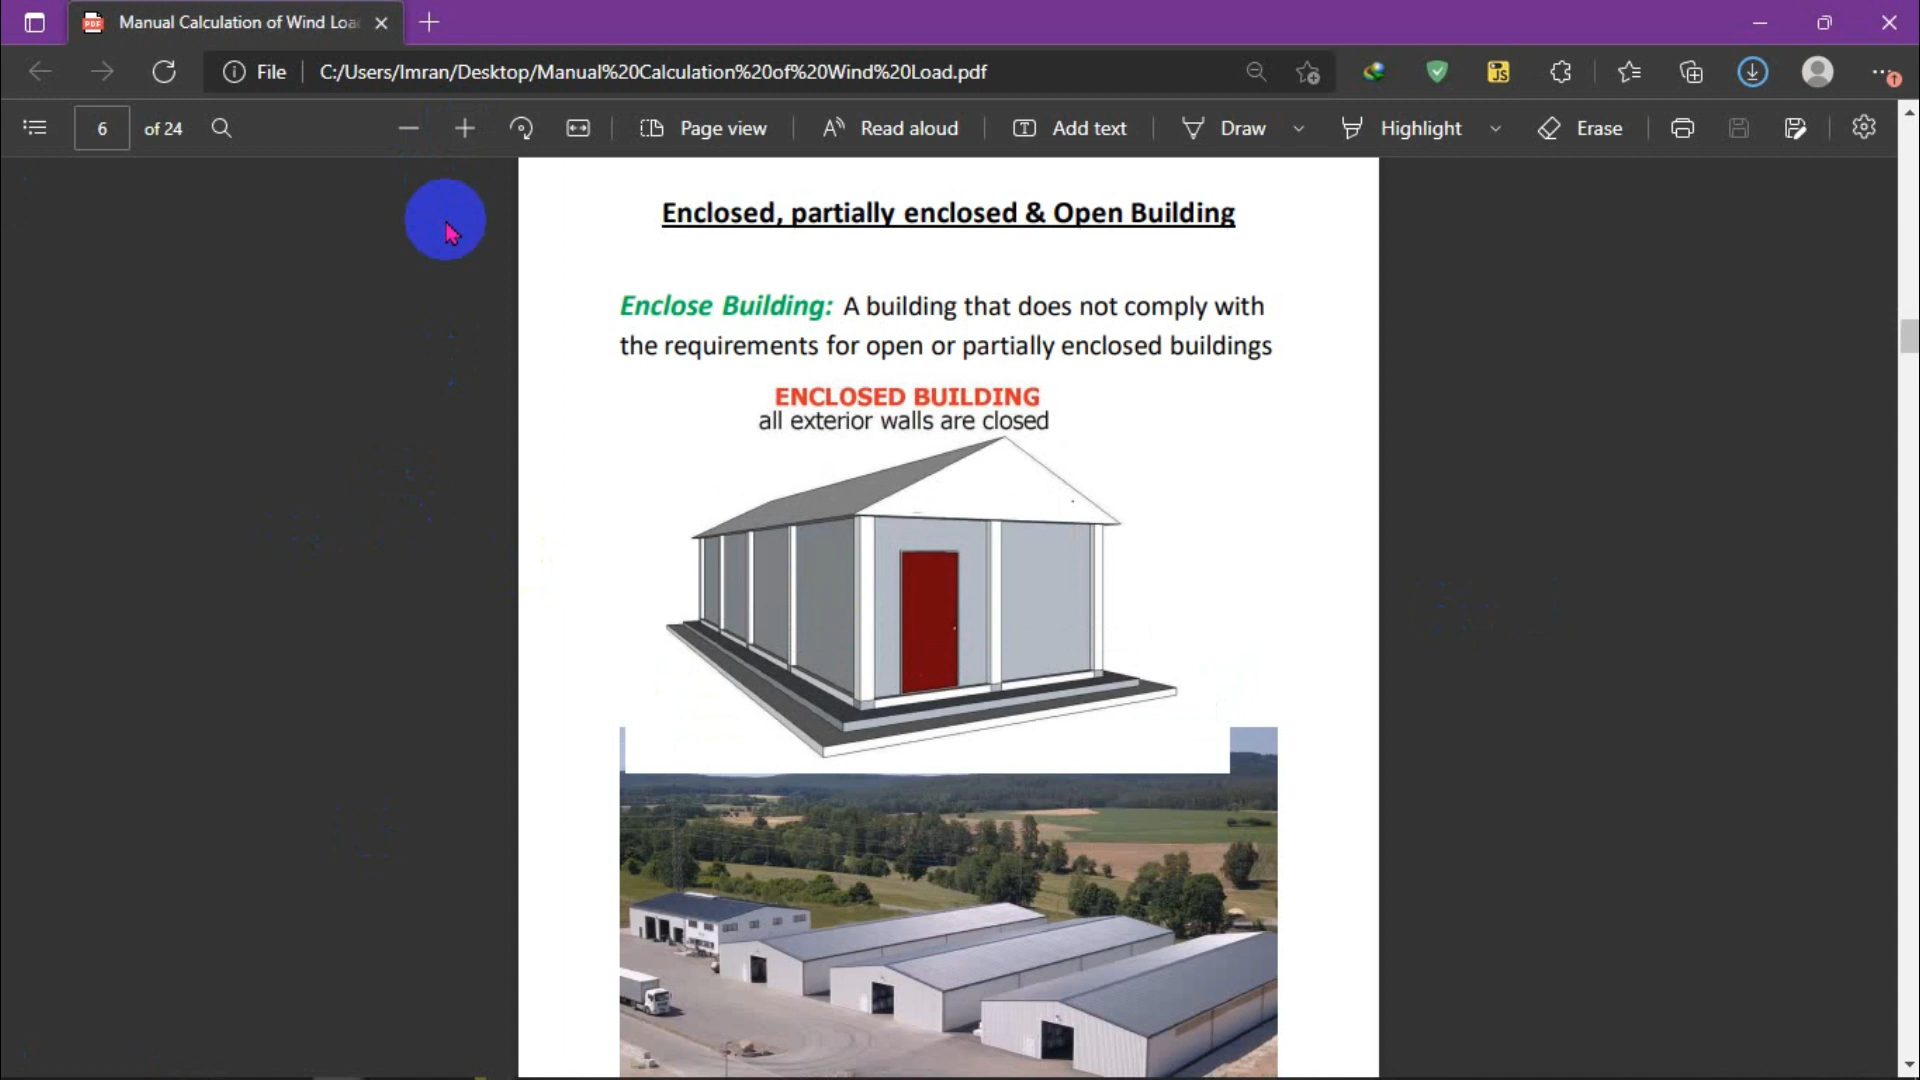 Manual Calculation of Wind Loa
File
C:/Users/Imran/Desktop/Manual%20Calculation%20of%20Wind%20Load.pdf
JS
6
of 24
Page view
Read aloud
Add text
Draw
Highlight
Erase
Enclosed, partially enclosed & Open Building
Enclose Building: A building that does not comply with
the requirements for open or partially enclosed buildings
ENCLOSED BUILDING
all exterior walls are closed